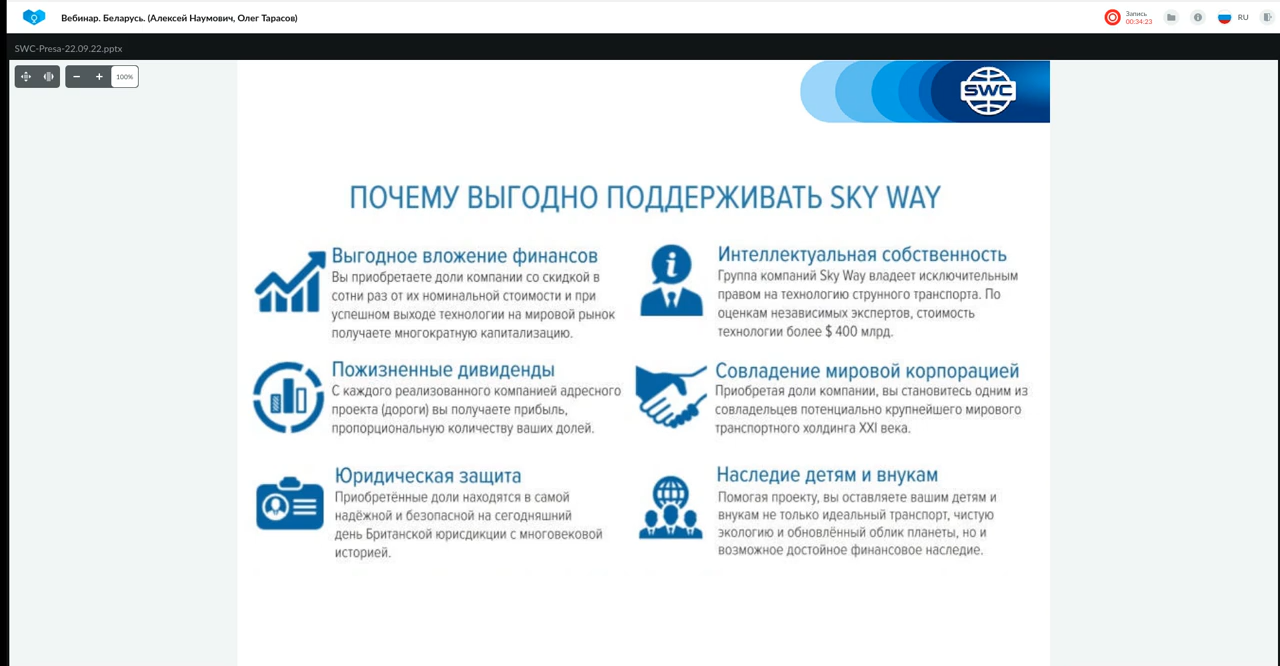 Вебинар. Беларусь. (Алексей Наумович, Олег Тарасов)
Запись
00:34:23
RU
SWC-Presa-22.09.22.pptx
100%
SWC
ПОЧЕМУ ВЫГОДНО ПОДДЕРЖИВАТЬ SKY WAY
Выгодное вложение финансов
Вы приобретаете доли компании со скидкой в
сотни раз от их номинальной стоимости и при
успешном выходе технологии на мировой рынок
получаете многократную капитализацию.
Интеллектуальная собственность
Группа компаний Sky Way владеет исключительным
правом на технологию струнного транспорта. По
оценкам независимых экспертов, стоимость
технологии более $ 400 млрд.
Пожизненные дивиденды
С каждого реализованного компанией адресного
проекта (дороги) вы получаете прибыль,
пропорциональную количеству ваших долей.
Совладение мировой корпорацией
Приобретая доли компании, вы становитесь одним из
совладельцев потенциально крупнейшего мирового
транспортного холдинга XXI века.
Юридическая защита
Приобретённые доли находятся в самой
надёжной и безопасной на сегодняшний
день Британской юрисдикции с многовековой
историей.
Наследие детям и внукам
Помогая проекту, вы оставляете вашим детям и
внукам не только идеальный транспорт, чистую
экологию и обновлённый облик планеты, но и
возможное достойное финансовое наследие.